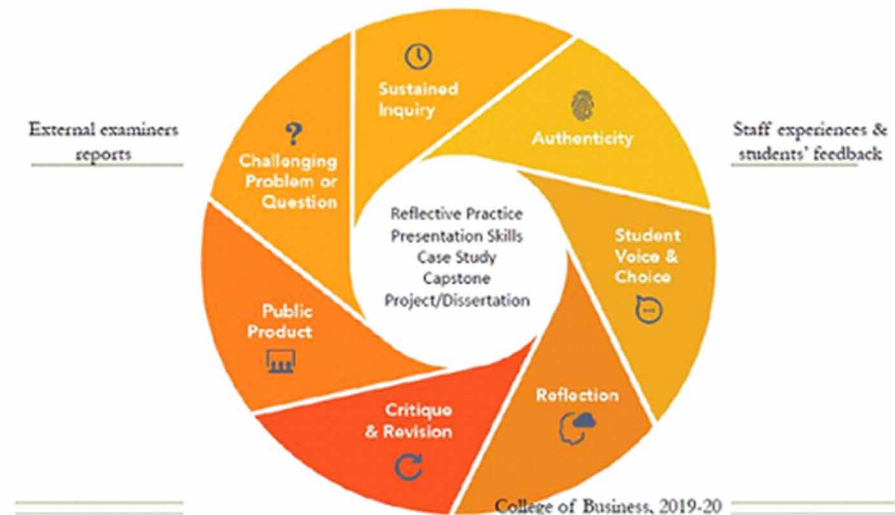 Sustained
Inquiry
Authenticity
Student
Voice &
Choice
Reflection
Critique
& Revision
Public
Product
?
Challenging
Problem or
Question
Reflective Practice
Presentation Skills
Case Study
Capstone
Project/Dissertation
External examiners
reports
Staff experiences &
students' feedback
College of Business, 2019-20